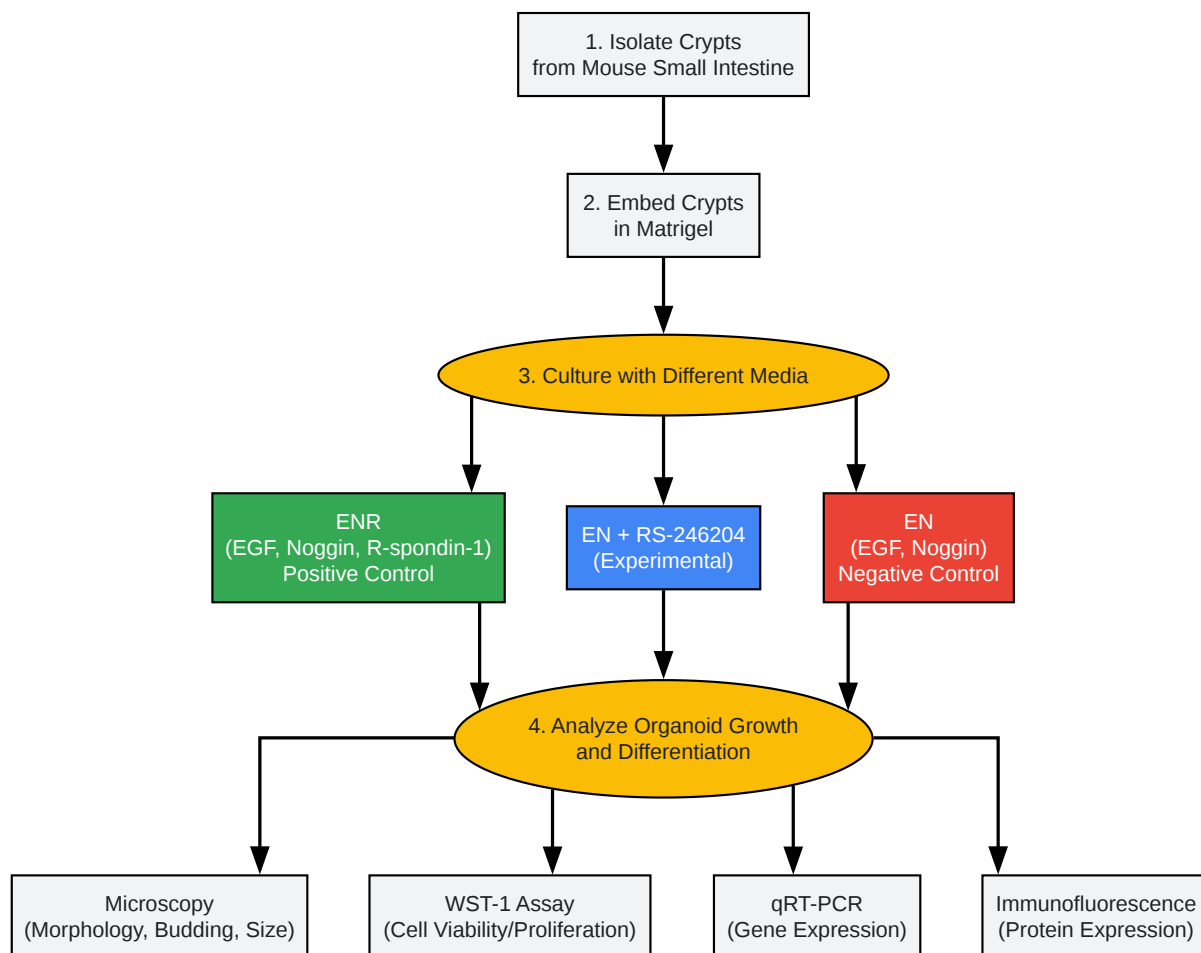 1. Isolate Crypts
from Mouse Small Intestine
2. Embed Crypts
in Matrigel
3. Culture with Different Media
ENR
(EGF, Noggin, R-spondin-1)
Positive Control
EN + RS-246204
(Experimental)
EN
(EGF, Noggin)
Negative Control
4. Analyze Organoid Growth
and Differentiation
Microscopy
(Morphology, Budding, Size)
WST-1 Assay
(Cell Viability/Proliferation)
qRT-PCR
(Gene Expression)
Immunofluorescence
(Protein Expression)